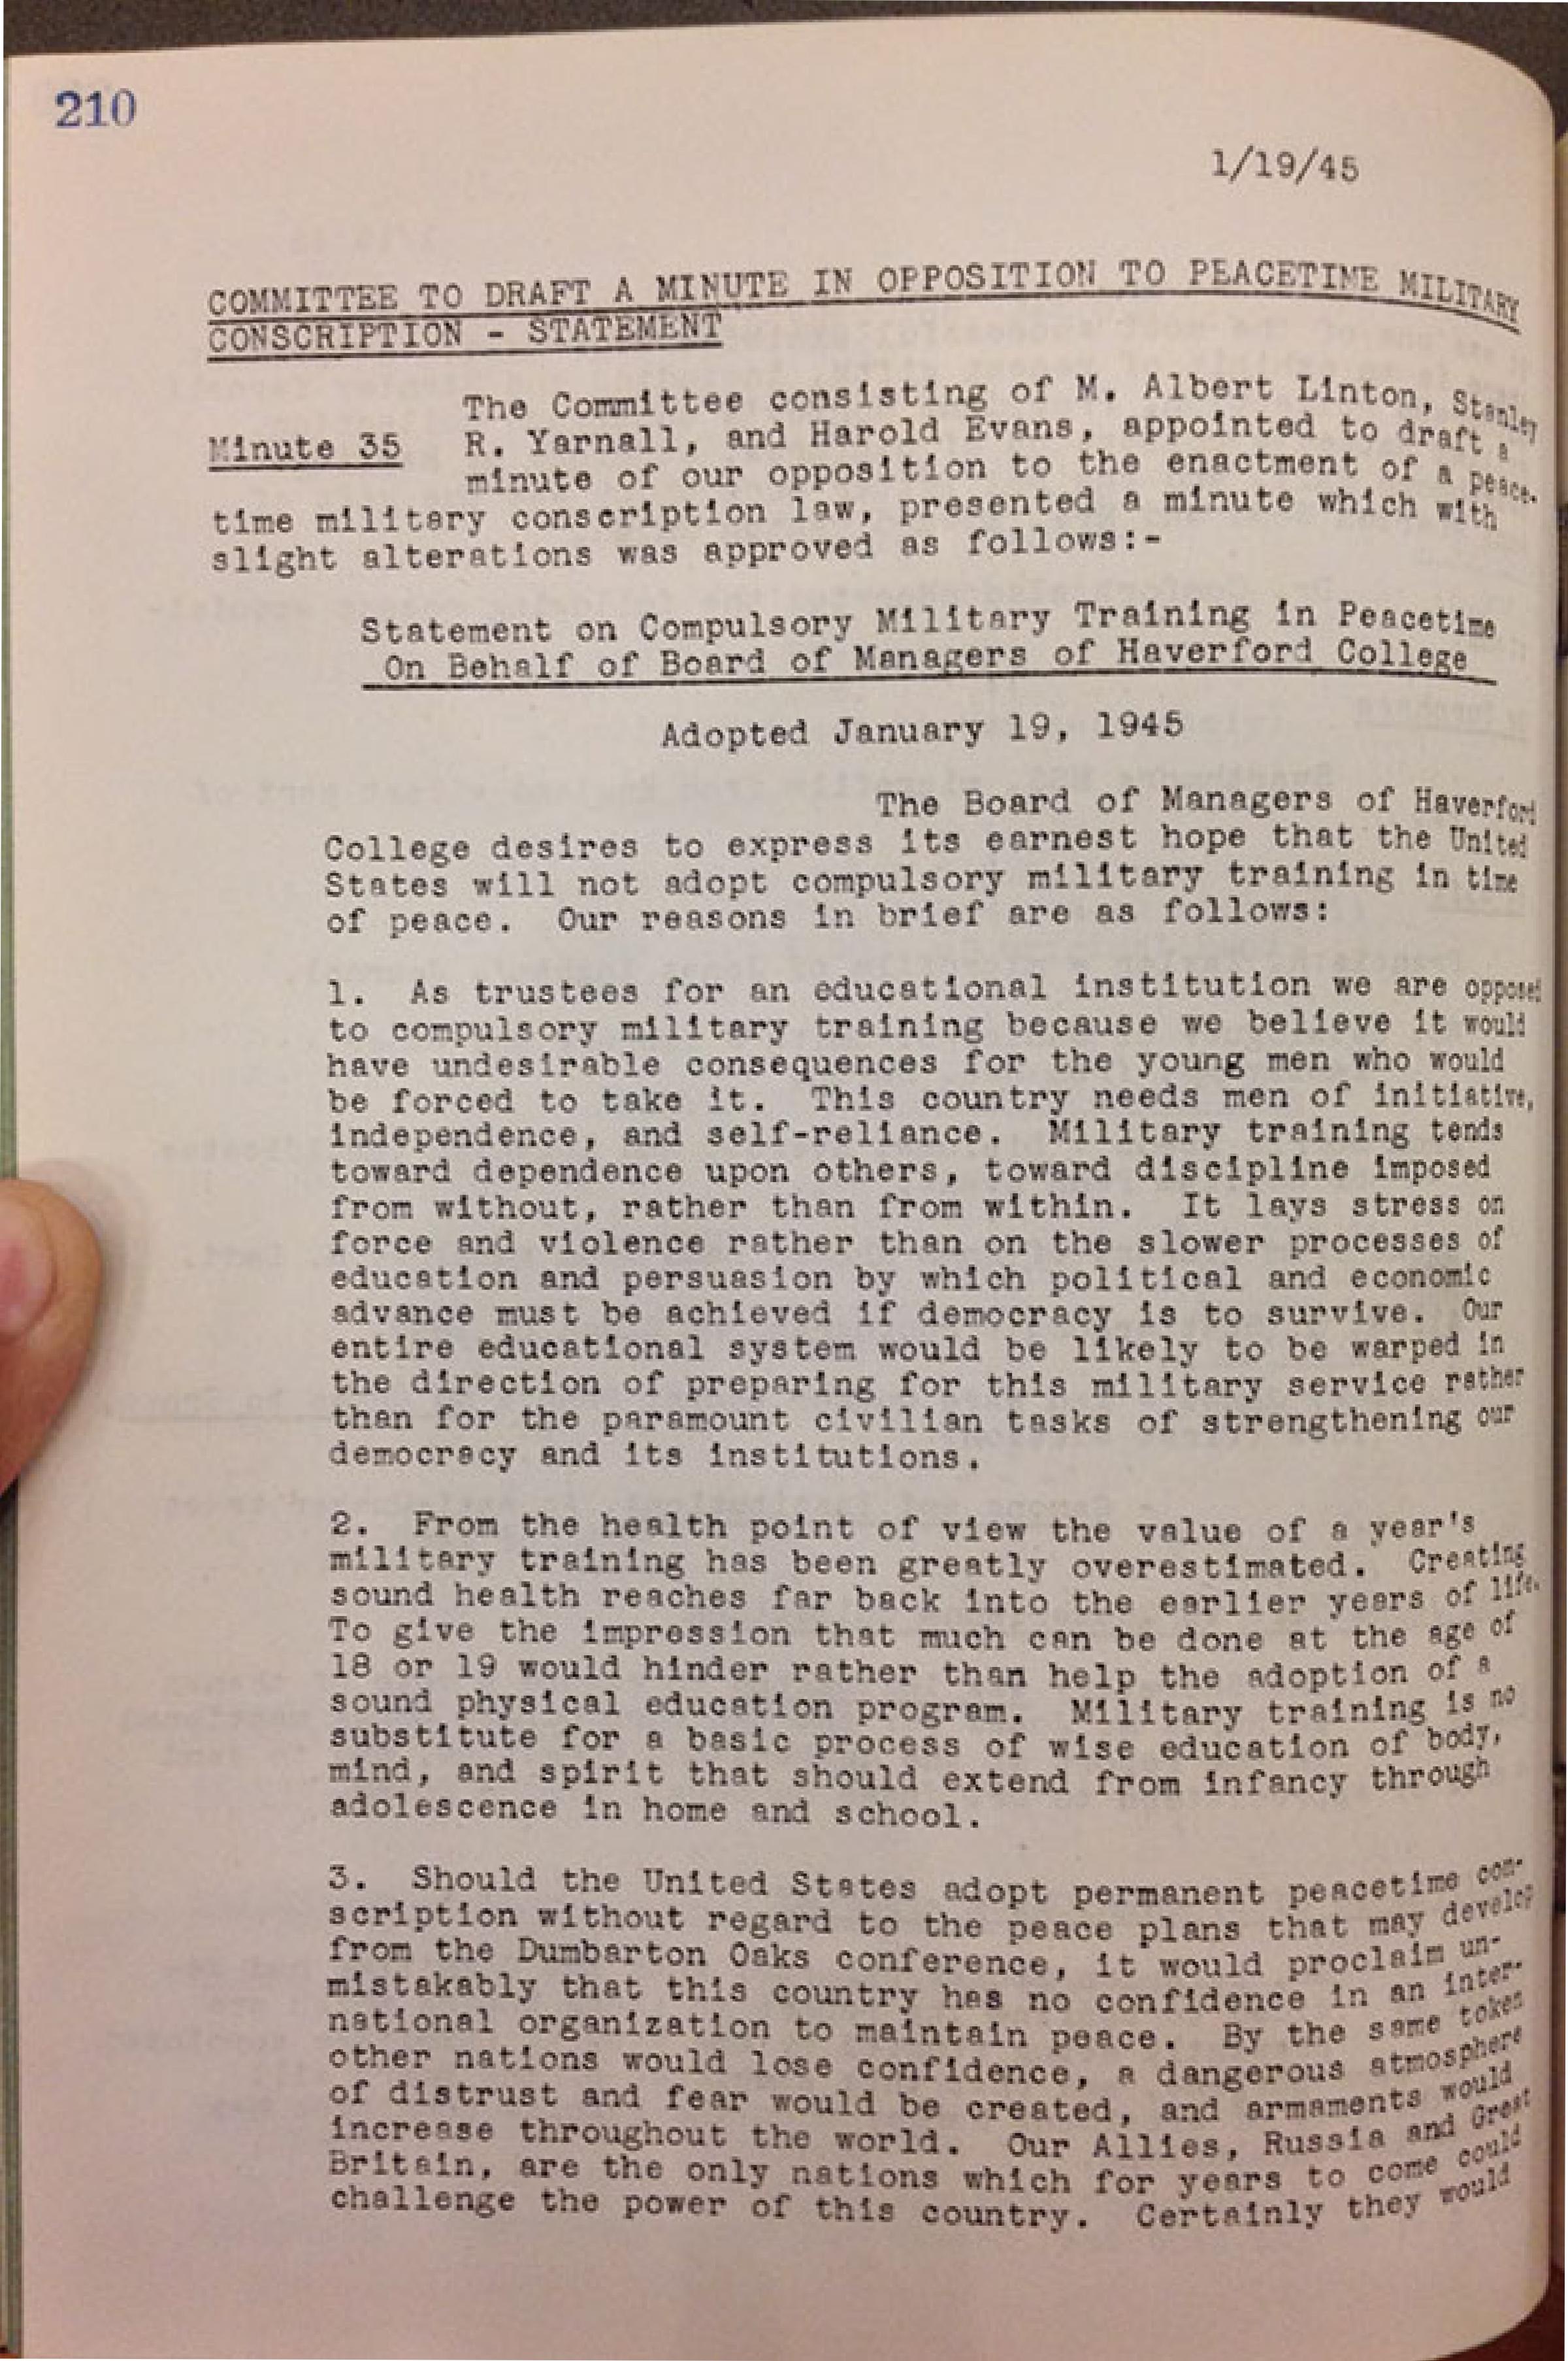 210
1/19/45
COMMITTEE TO DRAFT A MINUTE IN OPPOSITION TO PEACETIME MILITARY
CONSCRIPTION - STATEMENT
The Committee consisting of M. Albert Linton, Stanley
Minute 35 R. Yarnall, and Harold Evans, appointed to draft a
minute of our opposition to the enactment of a peace-
time military conscription law, presented a minute which with
slight alterations was approved as follows:-
Statement on Compulsory Military Training in Peacetime
On Behalf of Board of Managers of Haverford College
Adopted January 19, 1945
The Board of Managers of Haverford
College desires to express its earnest hope that the United
States will not adopt compulsory military training in time
of peace. Our reasons in brief are as follows:
1. As trustees for an educational institution we are opposed
to compulsory military training because we believe it would
have undesirable consequences for the young men who would
be forced to take it. This country needs men of initiative,
independence, and self-reliance. Military training tends
toward dependence upon others, toward discipline imposed
from without, rather than from within. It lays stress on
force and violence rather than on the slower processes of
education and persuasion by which political and economic
advance must be achieved if democracy is to survive. Our
entire educational system would be likely to be warped in
the direction of preparing for this military service rather
than for the paramount civilian tasks of strengthening our
democracy and its institutions.
2. From the health point of view the value of a year's
military training has been greatly overestimated. Creating
sound health reaches far back into the earlier years of life.
To give the impression that much can be done at the age of
18 or 19 would hinder rather than help the adoption of a
sound physical education program. Military training is no
substitute for a basic process of wise education of body,
mind, and spirit that should extend from infancy through
adolescence in home and school.
3. Should the United States adopt permanent peacetime con-
scription without regard to the peace plans that may develop
from the Dumbarton Oaks conference, it would proclaim un-
mistakably that this country has no confidence in an inter-
national organization to maintain peace. By the same token
other nations would lose confidence, a dangerous atmosphere
of distrust and fear would be created, and armaments would
increase throughout the world. Our Allies, Russia and Great
Britain, are the only nations which for years to come could
challenge the power of this country. Certainly they would